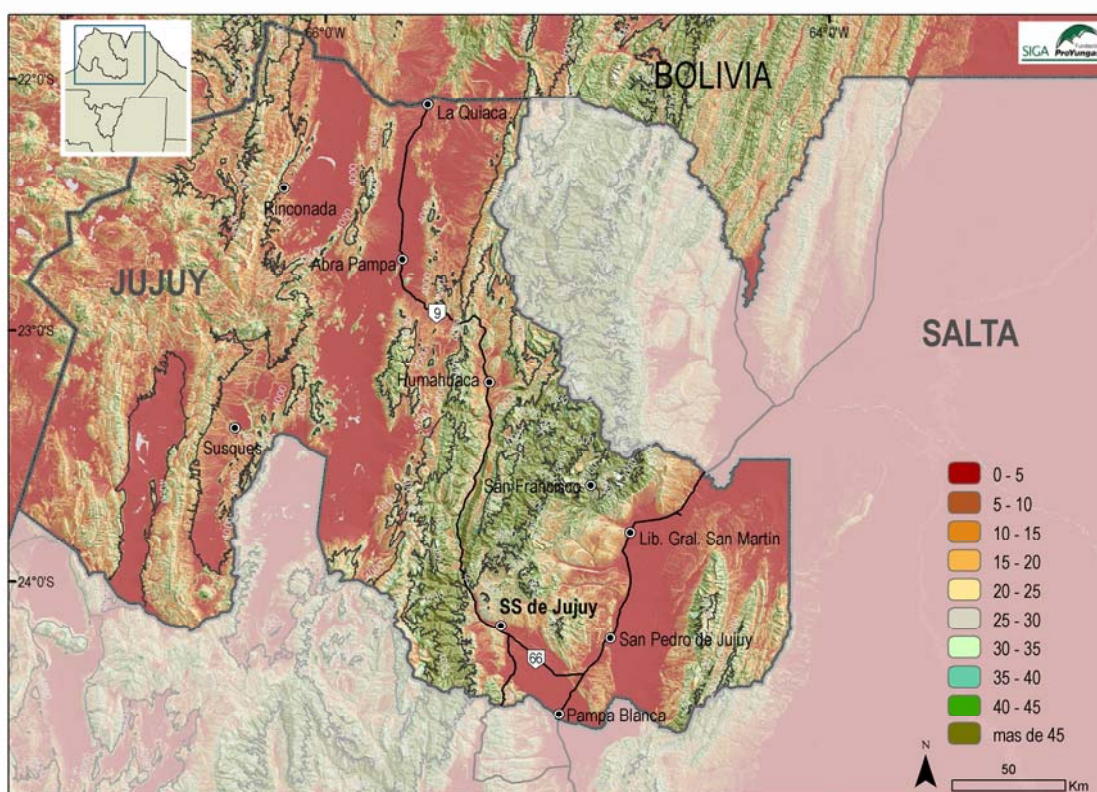 66°0'W
64°0'W
SIGA
Fundación
ProYungas
22°0'S
BOLIVIA
La Quiaca
4000
Rinconada
Abra Pampa
JUJUY
9
23°0'S
SALTA
Humahuaca
Susques
San Francisco
Lib. Gral. San Martín
24°0'S
SS de Jujuy
San Pedro de Jujuy
66
Pampa Blanca
0 - 5
5 - 10
10 - 15
15 - 20
20 - 25
25 - 30
30 - 35
35 - 40
40 - 45
mas de 45
N
50
Km